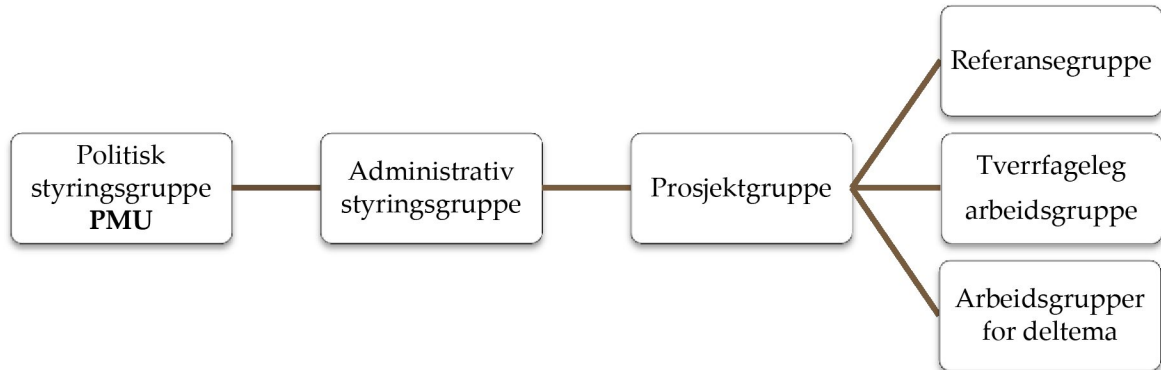 Politisk
styringsgruppe
PMU
Administrativ
styringsgruppe
Prosjektgruppe
Referansegruppe
Tverrfageleg
arbeidsgruppe
Arbeidsgrupper
for deltema